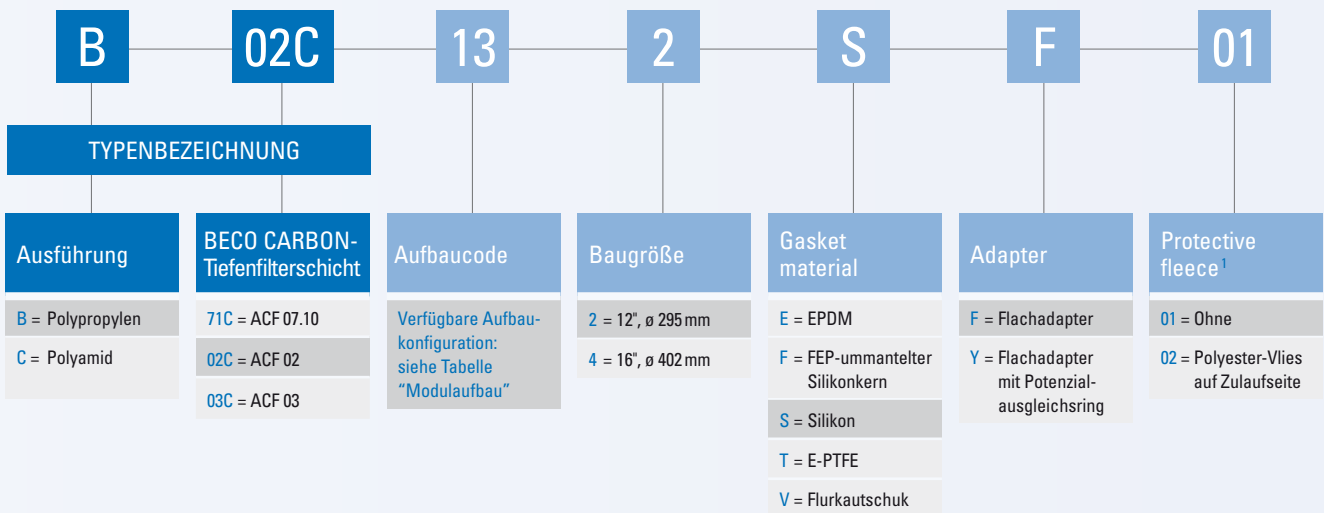 B 02C 13 2 S F 01
TYPENBEZEICHNUNG
Ausführung
B = Polypropylen
C = Polyamid
BECO CARBON-
Tiefenfilterschicht
71C = ACF 07.10
02C = ACF 02
03C = ACF 03
Aufbaucode
Verfügbare Aufbau-
konfiguration:
siehe Tabelle
"Modulaufbau"
Baugröße
2 = 12", ø 295 mm
4 = 16", ø 402 mm
Gasket
material
E = EPDM
F = FEP-ummantelter
Silikonkern
S = Silikon
T = E-PTFE
V = Flurkautschuk
Adapter
F = Flachadapter
Y = Flachadapter
mit Potenzial-
ausgleichsring
Protective
fleece¹
01 = Ohne
02 = Polyester-Vlies
auf Zulaufseite